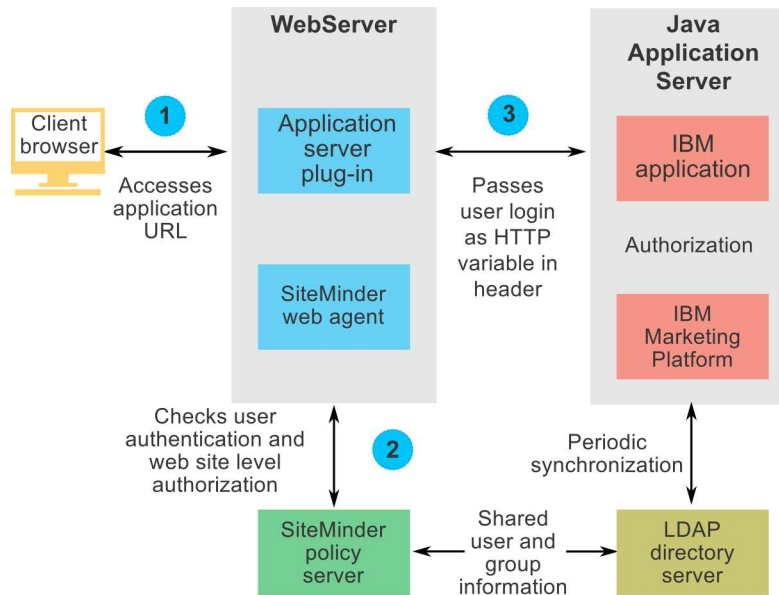 WebServer
Java
Application
Server
Client
browser
1
Accesses
application
URL
Application
server
plug-in
3
Passes
user login
as HTTP
variable in
header
IBM
application
Authorization
SiteMinder
web agent
IBM
Marketing
Platform
Checks user
authentication and
web site level
authorization
2
Periodic
synchronization
SiteMinder
policy
server
Shared
user and
group
information
LDAP
directory
server